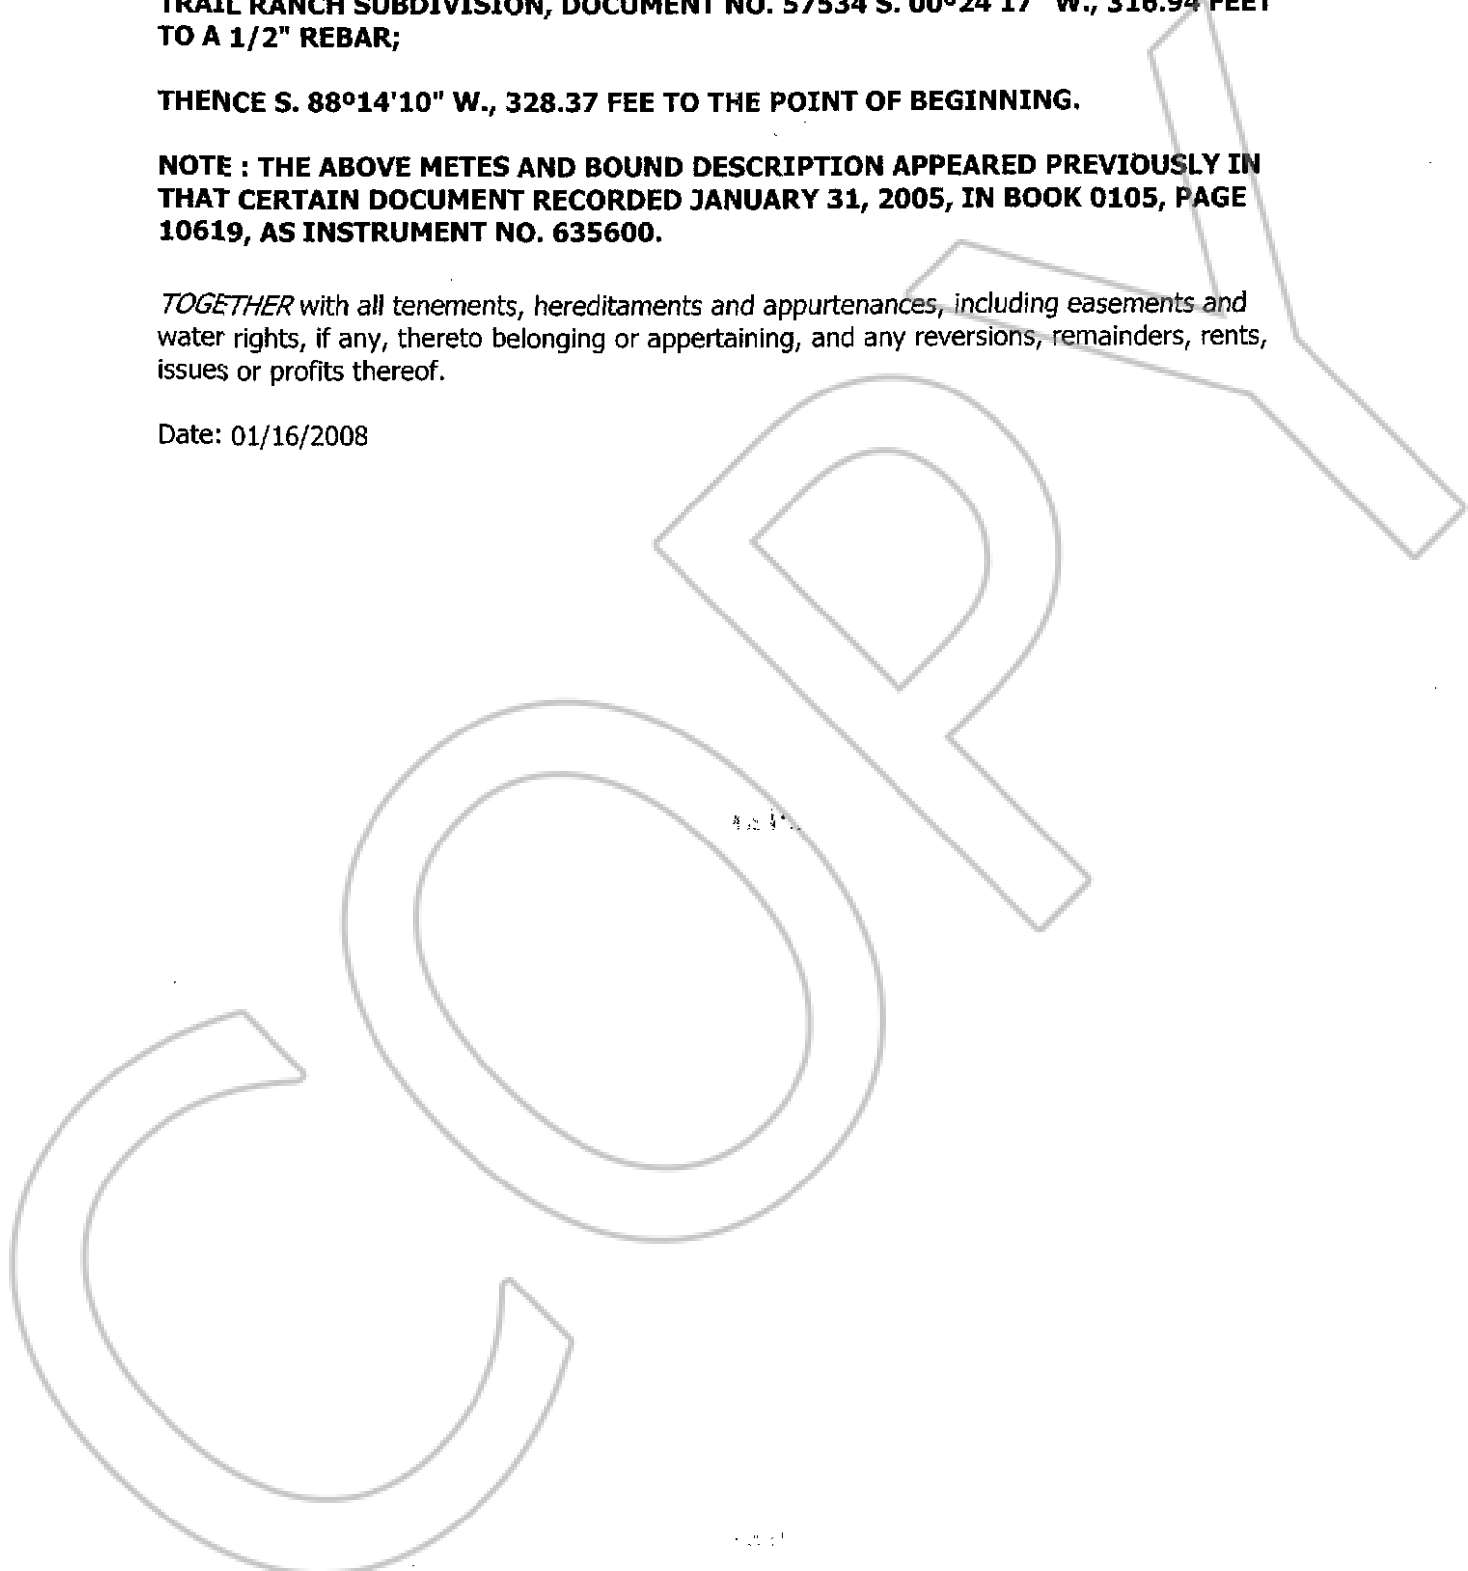 TRAIL RANCH SUBDIVISION, DOCUMENT NO. 57534 S. 00º24'17" W., 316.94 FEET
TO A 1/2" REBAR;
THENCE S. 88º14'10" W., 328.37 FEE TO THE POINT OF BEGINNING.
NOTE : THE ABOVE METES AND BOUND DESCRIPTION APPEARED PREVIOUSLY IN
THAT CERTAIN DOCUMENT RECORDED JANUARY 31, 2005, IN BOOK 0105, PAGE
10619, AS INSTRUMENT NO. 635600.
TOGETHER with all tenements, hereditaments and appurtenances, including easements and
water rights, if any, thereto belonging or appertaining, and any reversions, remainders, rents,
issues or profits thereof.
Date: 01/16/2008
COPY